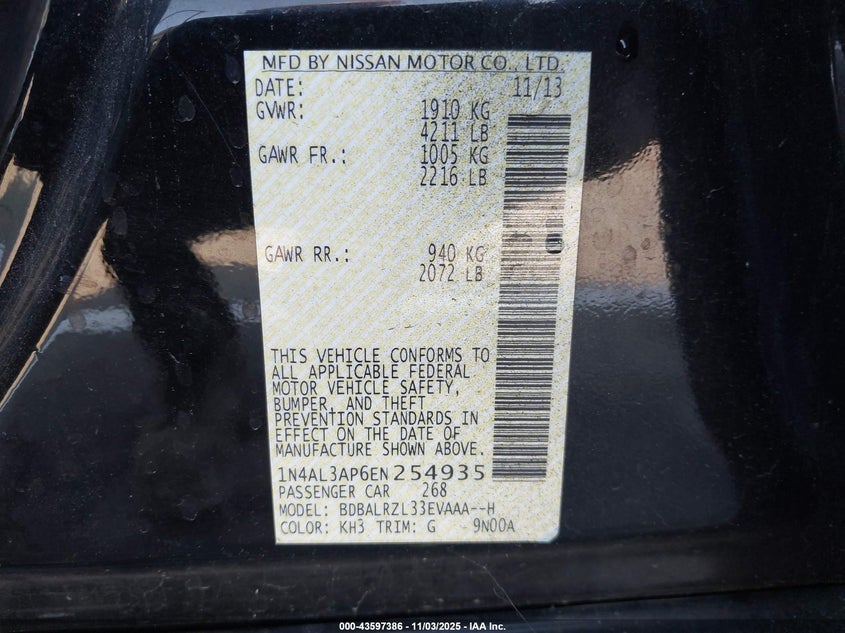 MFD BY NISSAN MOTOR CO., LTD.
DATE: 11/13
GVWR: 1910 KG
4211 LB
GAWR FR.: 1005 KG
2216 LB
GAWR RR.: 940 KG
2072 LB
THIS VEHICLE CONFORMS TO
ALL APPLICABLE FEDERAL
MOTOR VEHICLE SAFETY,
BUMPER, AND THEFT
PREVENTION STANDARDS IN
EFFECT ON THE DATE OF
MANUFACTURE SHOWN ABOVE.
1N4AL3AP6EN254935
PASSENGER CAR 268
MODEL: BDBALRZL33EVAAA--H
COLOR: KH3 TRIM: G 9N00A
000-43597386 - 11/03/2025 - IAA Inc.